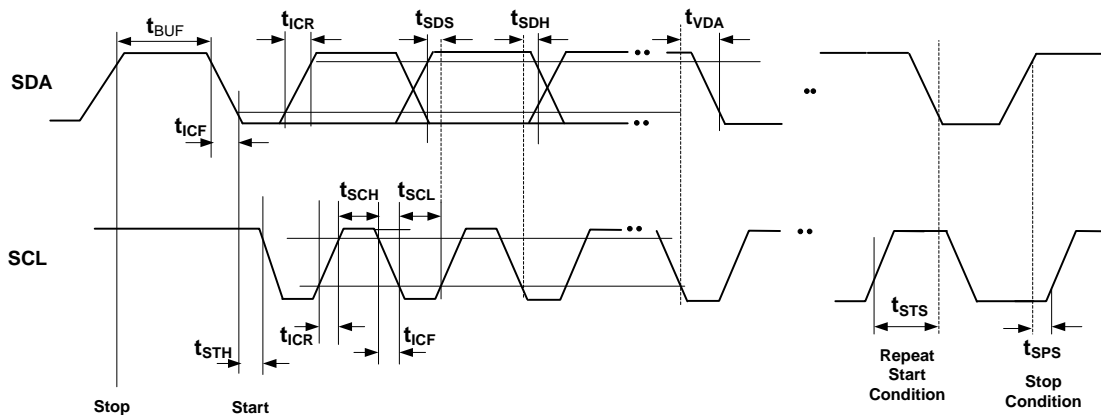 tBUF
tICR
tSDS
tSDH
tVDA
SDA
••
••
tICF
••
tSCH
tSCL
••
••
SCL
tSTS
tICR
tICF
tSTH
tSPS
Repeat
Start
Condition
Stop
Condition
Stop
Start